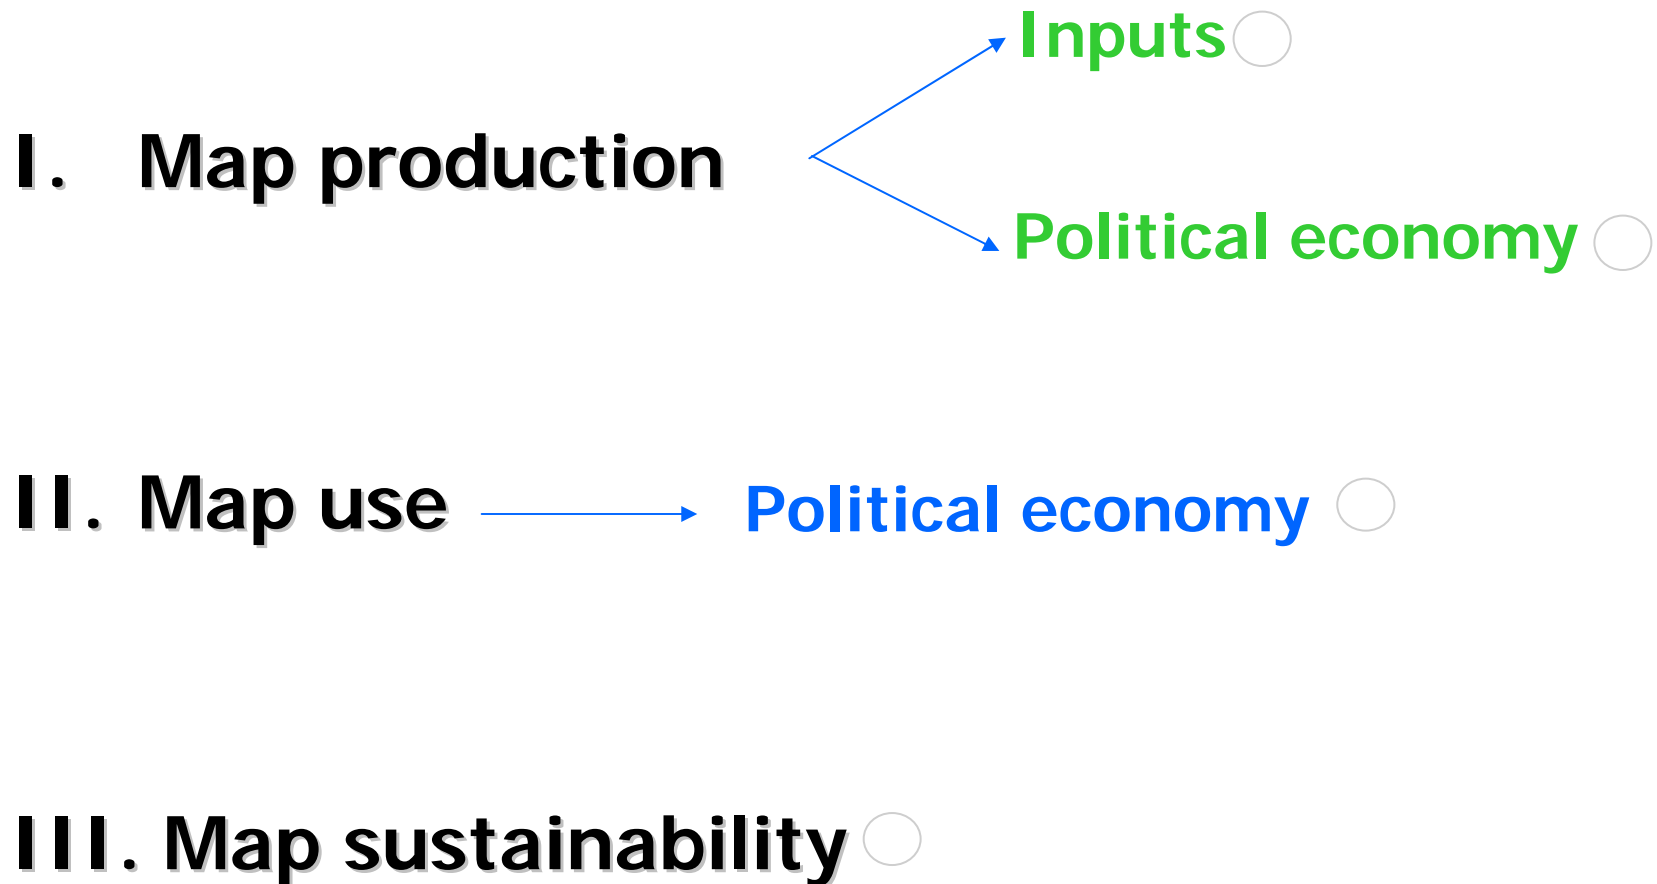 Inputs
I. Map production
Political economy
II. Map use
Political economy
III. Map sustainability